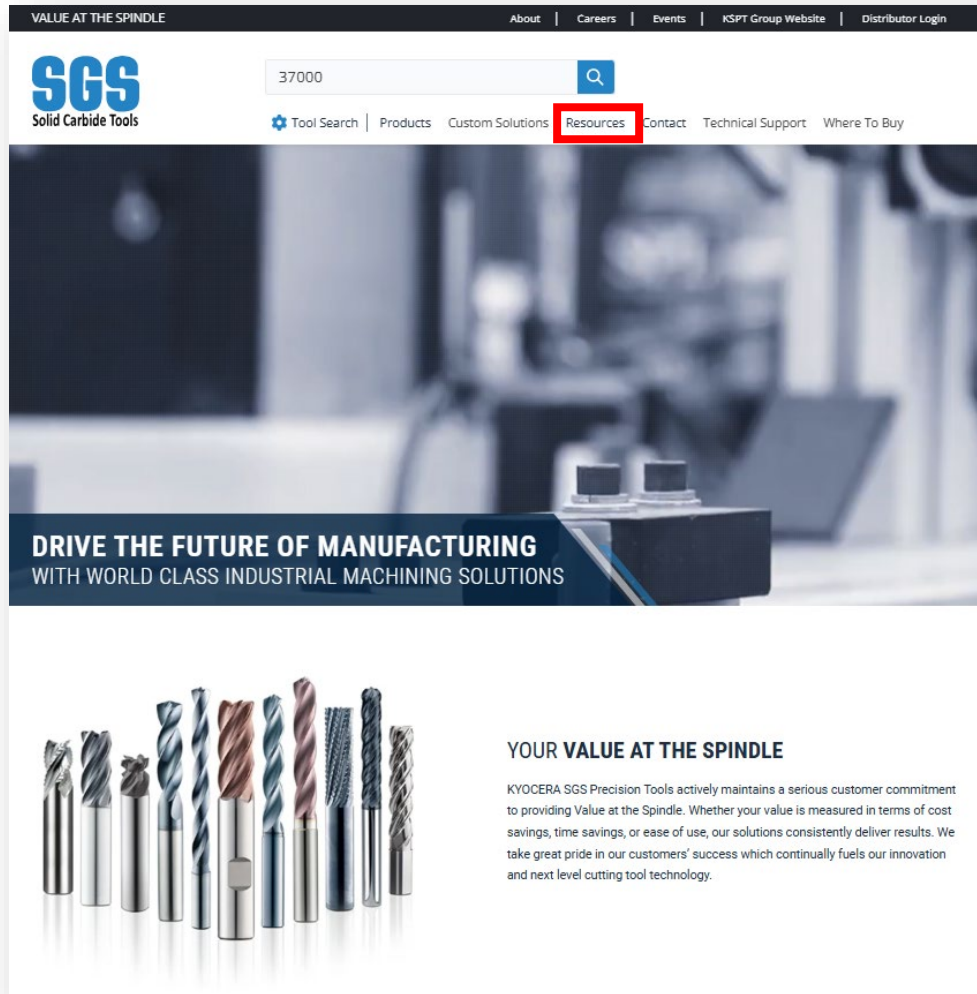 VALUE AT THE SPINDLE
About | Careers | Events | KSPT Group Website | Distributor Login
SGS
Solid Carbide Tools
37000
Tool Search | Products Custom Solutions Resources Contact Technical Support Where To Buy
DRIVE THE FUTURE OF MANUFACTURING
WITH WORLD CLASS INDUSTRIAL MACHINING SOLUTIONS
YOUR VALUE AT THE SPINDLE
KYOCERA SGS Precision Tools actively maintains a serious customer commitment
to providing Value at the Spindle. Whether your value is measured in terms of cost
savings, time savings, or ease of use, our solutions consistently deliver results. We
take great pride in our customers' success which continually fuels our innovation
and next level cutting tool technology.